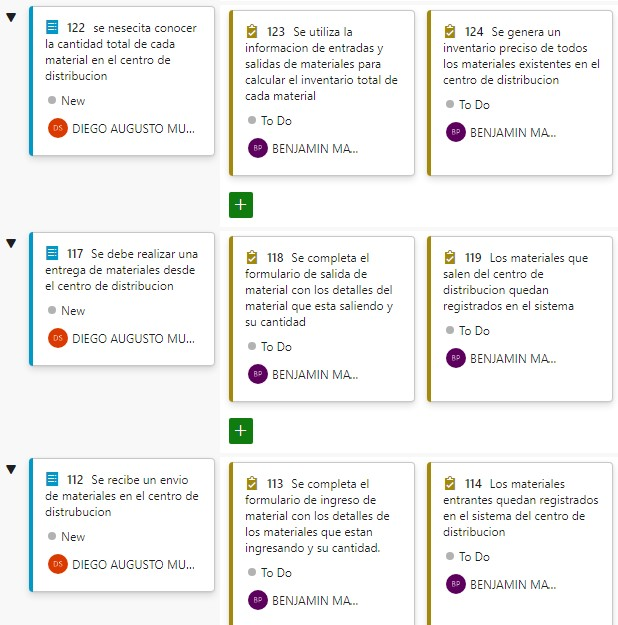 122 se nesecita conocer
la cantidad total de cada
material en el centro de
distribucion
New
DS DIEGO AUGUSTO MU...
123 Se utiliza la
informacion de entradas y
salidas de materiales para
calcular el inventario total de
cada material
To Do
BP BENJAMIN MA...
124 Se genera un
inventario preciso de todos
los materiales existentes en el
centro de distribucion
To Do
BP BENJAMIN MA...
117 Se debe realizar una
entrega de materiales desde
el centro de distribucion
New
DS DIEGO AUGUSTO MU...
118 Se completa el
formulario de salida de
material con los detalles del
material que esta saliendo y
su cantidad
To Do
BP BENJAMIN MA...
119 Los materiales que
salen del centro de
distribucion quedan
registrados en el sistema
To Do
BP BENJAMIN MA...
112 Se recibe un envio
de materiales en el centro de
distrubucion
New
DS DIEGO AUGUSTO MU...
113 Se completa el
formulario de ingreso de
material con los detalles de
los materiales que estan
ingresando y su cantidad.
To Do
BP BENJAMIN MA...
114 Los materiales
entrantes quedan registrados
en el sistema del centro de
distribucion
To Do
BP BENJAMIN MA...